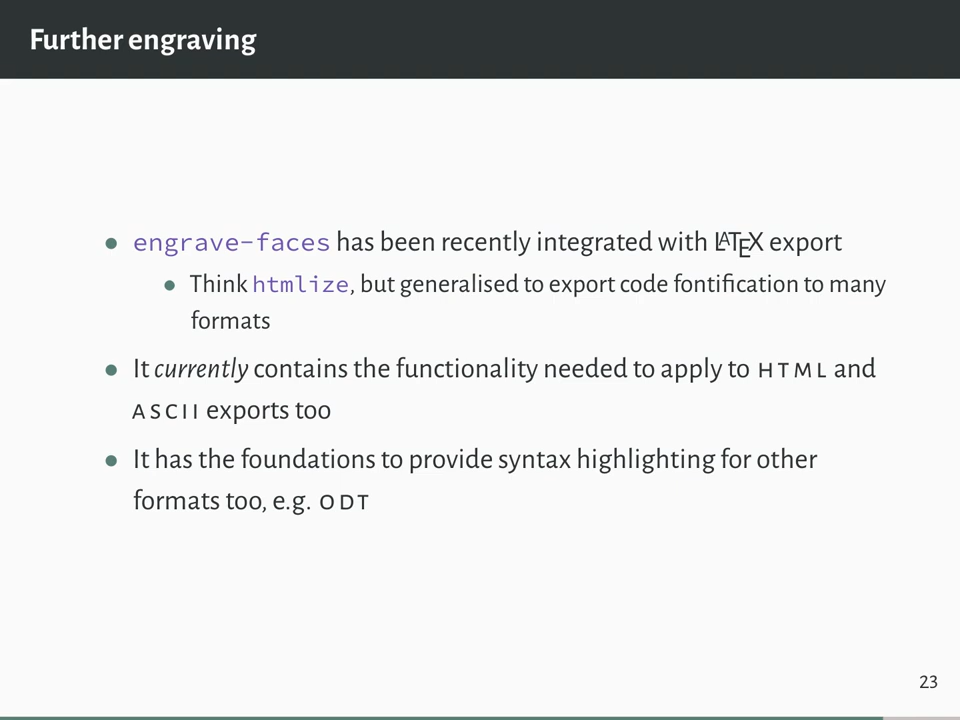 Further engraving
• engrave-faces has been recently integrated with LATEX export
• Think htmlize, but generalised to export code fontification to many
formats
• It currently contains the functionality needed to apply to HTML and
ASCII exports too
• It has the foundations to provide syntax highlighting for other
formats too, e.g. ODT
23